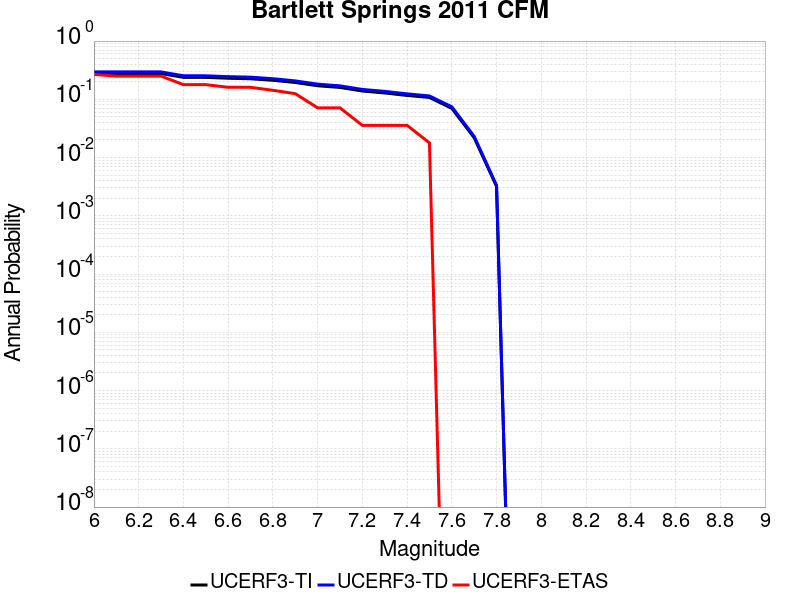 Bartlett Springs 2011 CFM
10^0
10^-1
10^-2
10^-3
10^-4
10^-5
10^-6
10^-7
10^-8
Annual Probability
6 6.2 6.4 6.6 6.8 7 7.2 7.4 7.6 7.8 8 8.2 8.4 8.6 8.8 9
Magnitude
UCERF3-TI UCERF3-TD UCERF3-ETAS